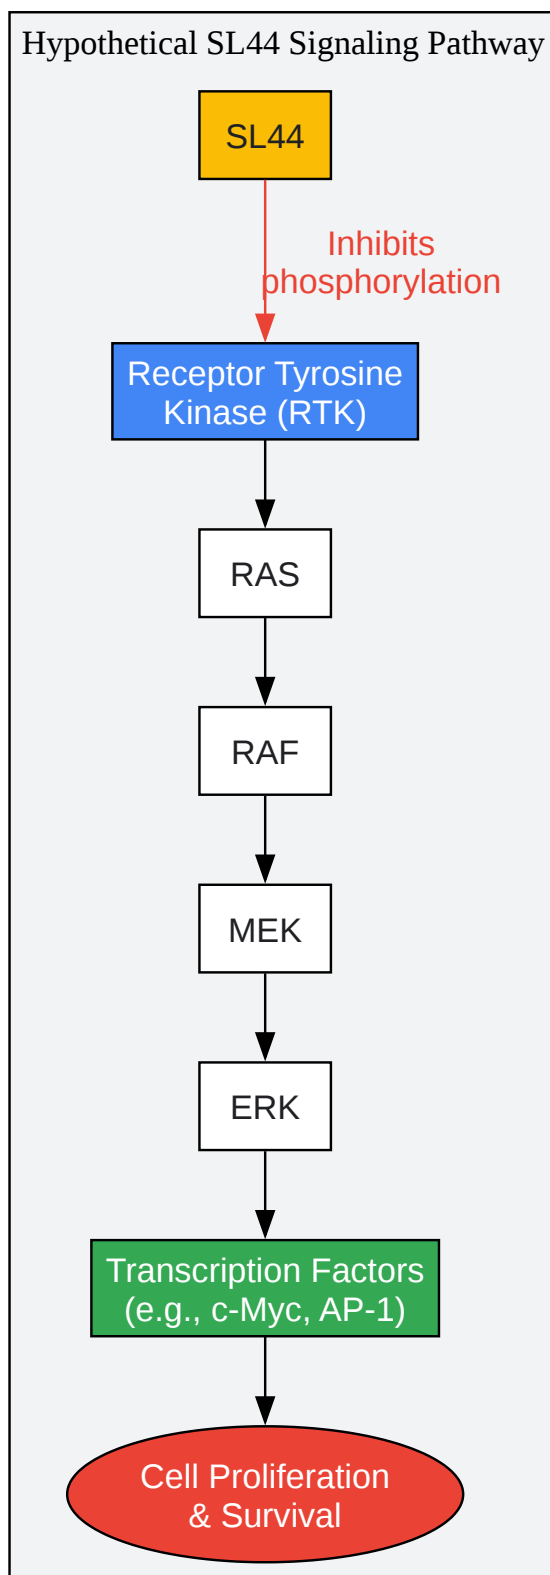 Hypothetical SL44 Signaling Pathway
SL44
Inhibits
phosphorylation
Receptor Tyrosine
Kinase (RTK)
RAS
RAF
MEK
ERK
Transcription Factors
(e.g., c-Myc, AP-1)
Cell Proliferation
& Survival